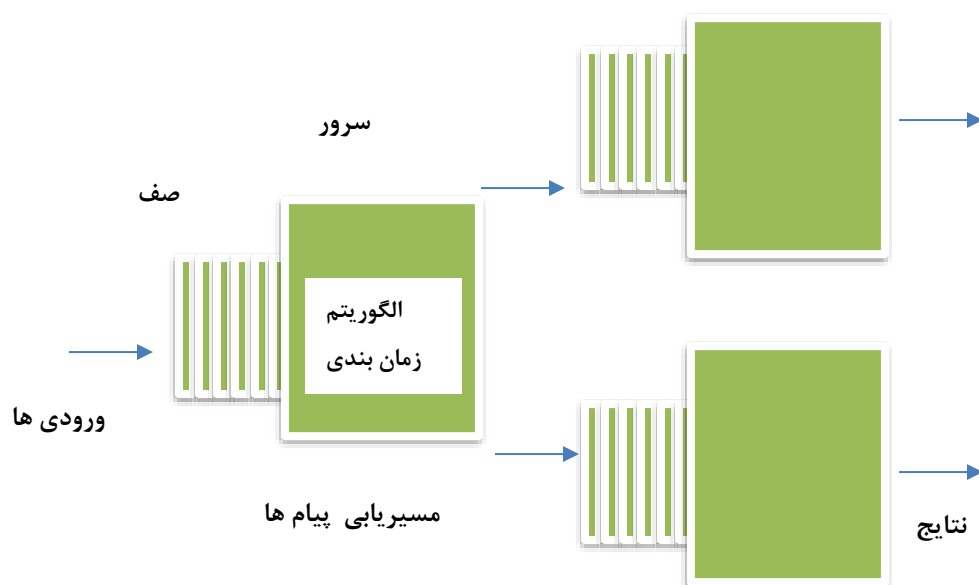 سرور
صف
الگوریتم
زمان بندی
ورودی ها
مسیریابی پیام ها
نتایج